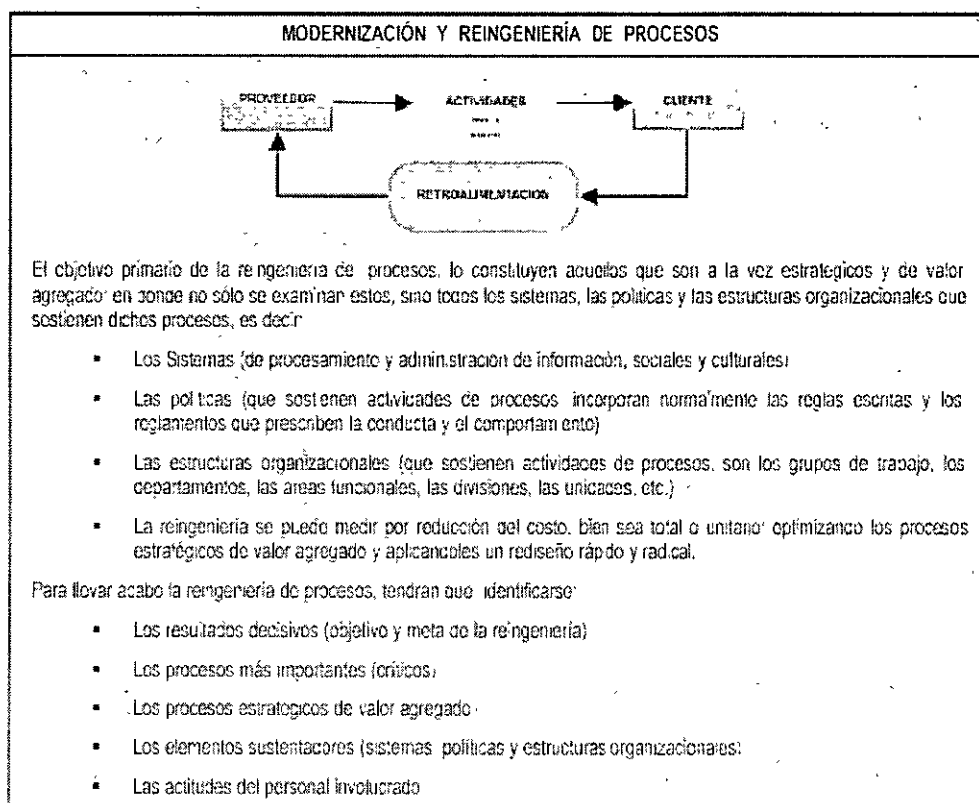 MODERNIZACIÓN Y REINGENIERÍA DE PROCESOS
PROVEEDOR
ACTIVIDADES
CLIENTE
RETROALIMENTACION
El objetivo primario de la reingenieria de procesos, lo constituyen aquellos que son a la vez estrategicos y de valor
agregado en donde no sólo se examinan estos, sino todos los sistemas, las políticas y las estructuras organizacionales que
sostienen dichos procesos, es decir
▪ Los Sistemas (de procesamiento y administracion de información, sociales y culturales)
▪ Las políticas (que sostienen actividades de procesos incorporan normalmente las reglas escritas y los
reglamentos que prescriben la conducta y el comportamiento)
▪ Las estructuras organizacionales (que sostienen actividades de procesos, son los grupos de trabajo, los
departamentos, las areas funcionales, las divisiones, las unidades, etc.)
▪ La reingeniería se puede medir por reducción del costo, bien sea total o unitario optimizando los procesos
estratégicos de valor agregado y aplicandoles un rediseño rápido y radical.
Para llevar acabo la reingeniería de procesos, tendran que identificarse
▪ Los resultados decisivos (objetivo y meta de la reingeniería)
▪ Los procesos más importantes (críticos)
▪ Los procesos estrategicos de valor agregado
▪ Los elementos sustentadores (sistemas políticas y estructuras organizacionales)
▪ Las actitudes del personal involucrado